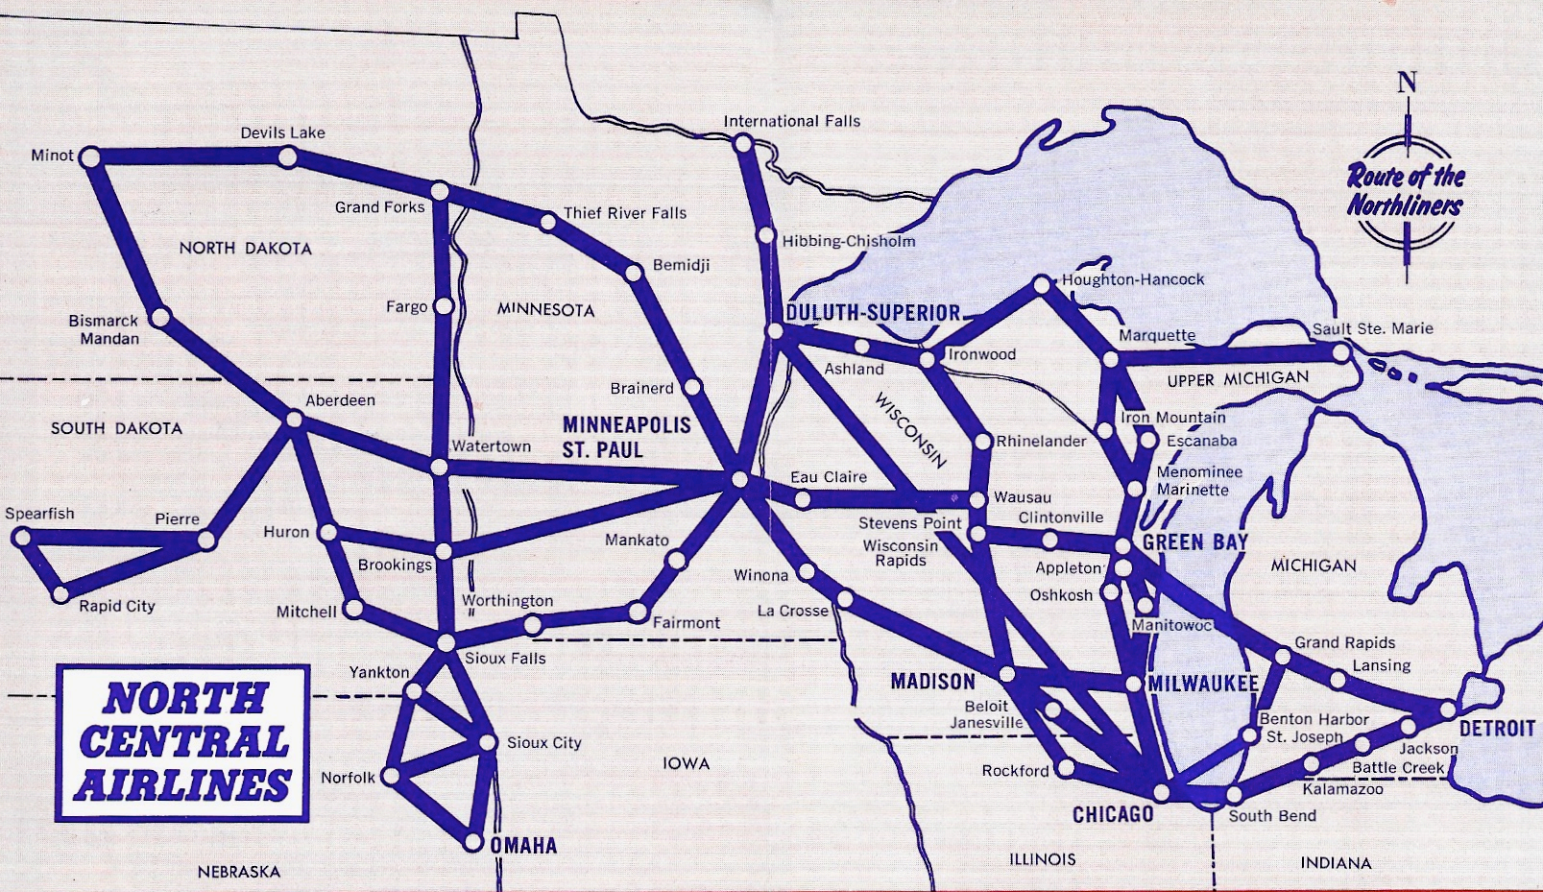 N
Route of the
Northliners
International Falls
Devils Lake
Minot
Grand Forks
Thief River Falls
NORTH DAKOTA
Hibbing-Chisholm
Bemidji
Houghton-Hancock
Fargo
MINNESOTA
DULUTH-SUPERIOR
Bismarck
Mandan
Marquette
Sault Ste. Marie
Ironwood
Ashland
UPPER MICHIGAN
Brainerd
Aberdeen
WISCONSIN
Iron Mountain
SOUTH DAKOTA
MINNEAPOLIS
ST. PAUL
Watertown
Rhinelander
Escanaba
Eau Claire
Menominee
Marinette
Wausau
Spearfish
Pierre
Stevens Point
Clintonville
Huron
Mankato
Wisconsin
Rapids
GREEN BAY
Brookings
Appleton
MICHIGAN
Winona
Rapid City
Worthington
Oshkosh
Mitchell
La Crosse
Fairmont
Manitowoc
Grand Rapids
Sioux Falls
Lansing
Yankton
MADISON
MILWAUKEE
NORTH
CENTRAL
AIRLINES
Beloit
Janesville
Benton Harbor
St. Joseph
DETROIT
Sioux City
Jackson
IOWA
Rockford
Battle Creek
Norfolk
Kalamazoo
CHICAGO
South Bend
OMAHA
ILLINOIS
INDIANA
NEBRASKA